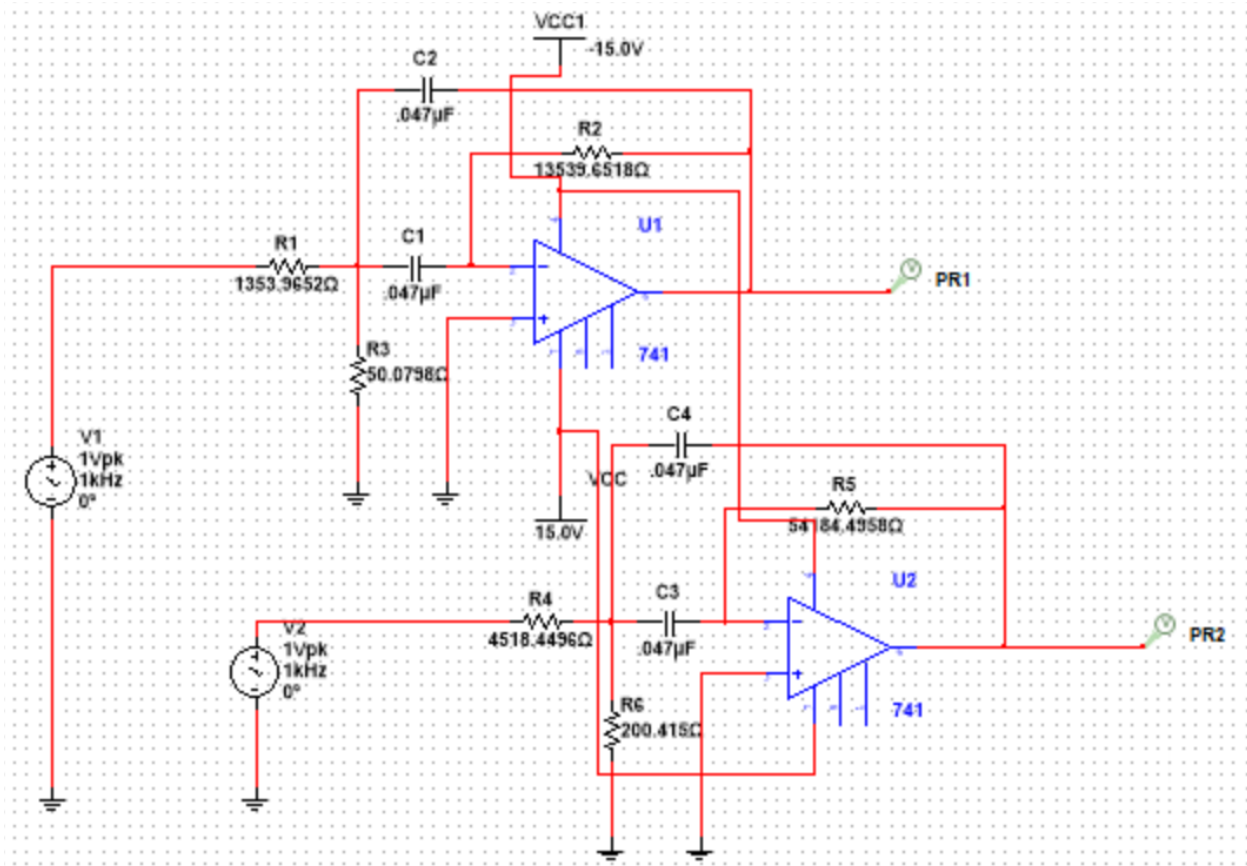 VCC1
-15.0V
C2
.047µF
R2
13539.6518Ω
U1
R1
1353.9652Ω
C1
.047µF
PR1
R3
50.0798Ω
741
V1
1Vpk
1kHz
0°
C4
.047µF
VCC
15.0V
R5
54184.4958Ω
U2
R4
4518.4496Ω
C3
.047µF
V2
1Vpk
1kHz
0°
PR2
R6
200.415Ω
741